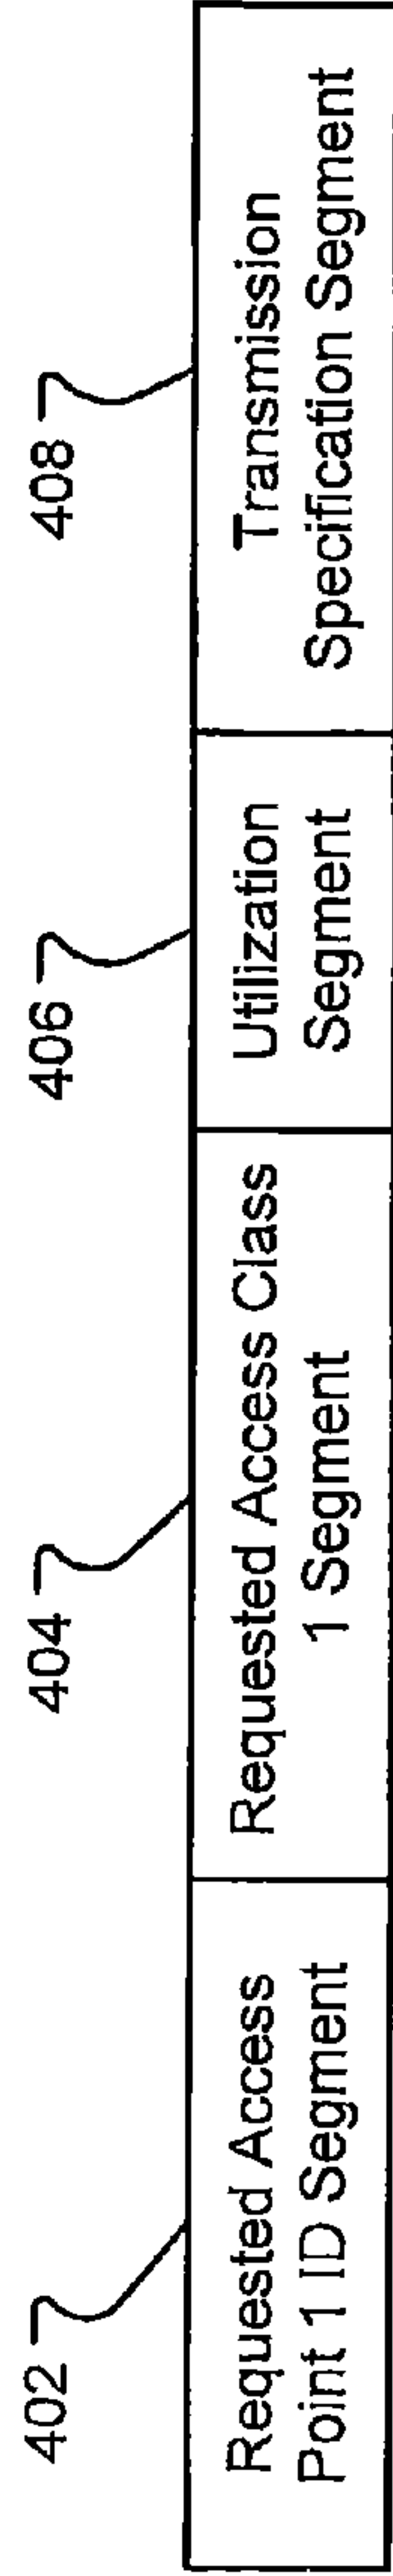 402
404
406
408
Requested Access
Point 1 ID Segment
Requested Access Class
1 Segment
Utilization
Segment
Transmission
Specification Segment